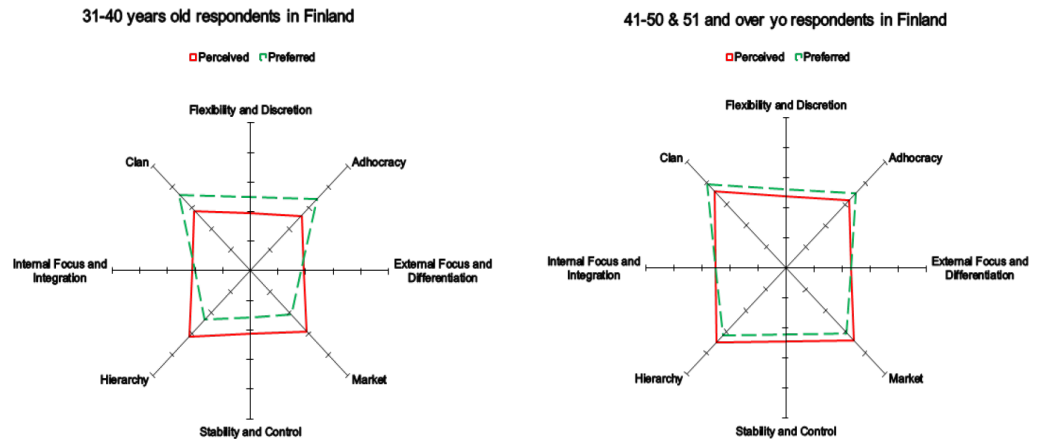 31-40 years old respondents in Finland
Perceived Preferred
Flexibility and Discretion
Clan
Adhocracy
Internal Focus and
Integration
External Focus and
Differentiation
Hierarchy
Market
Stability and Control
41-50 & 51 and over yo respondents in Finland
Perceived Preferred
Flexibility and Discretion
Clan
Adhocracy
Internal Focus and
Integration
External Focus and
Differentiation
Hierarchy
Market
Stability and Control